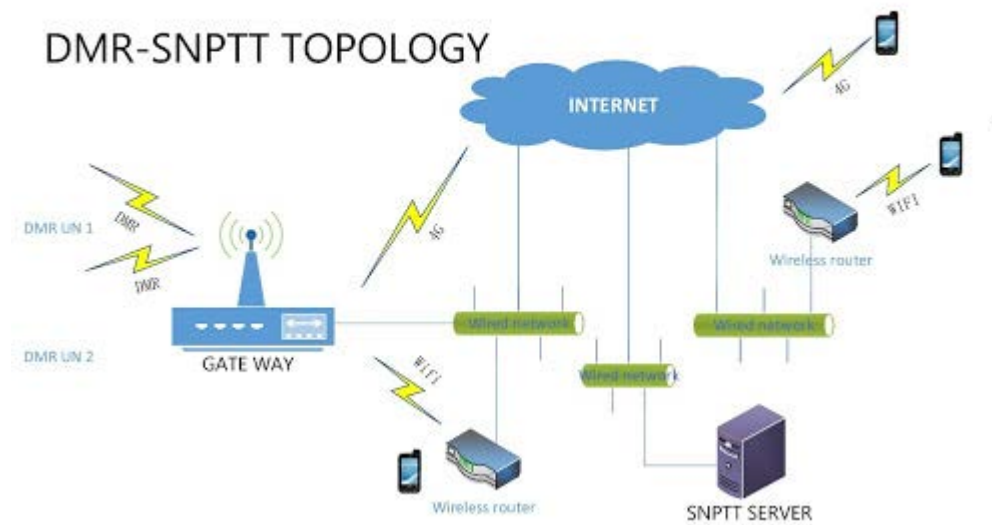 DMR-SNPTT TOPOLOGY
INTERNET
4G
WIFI
DMR UN 1
DMR
DMR
4G
Wireless router
Wired network
Wired network
DMR UN 2
GATE WAY
Wifi
Wired network
Wireless router
SNPTT SERVER